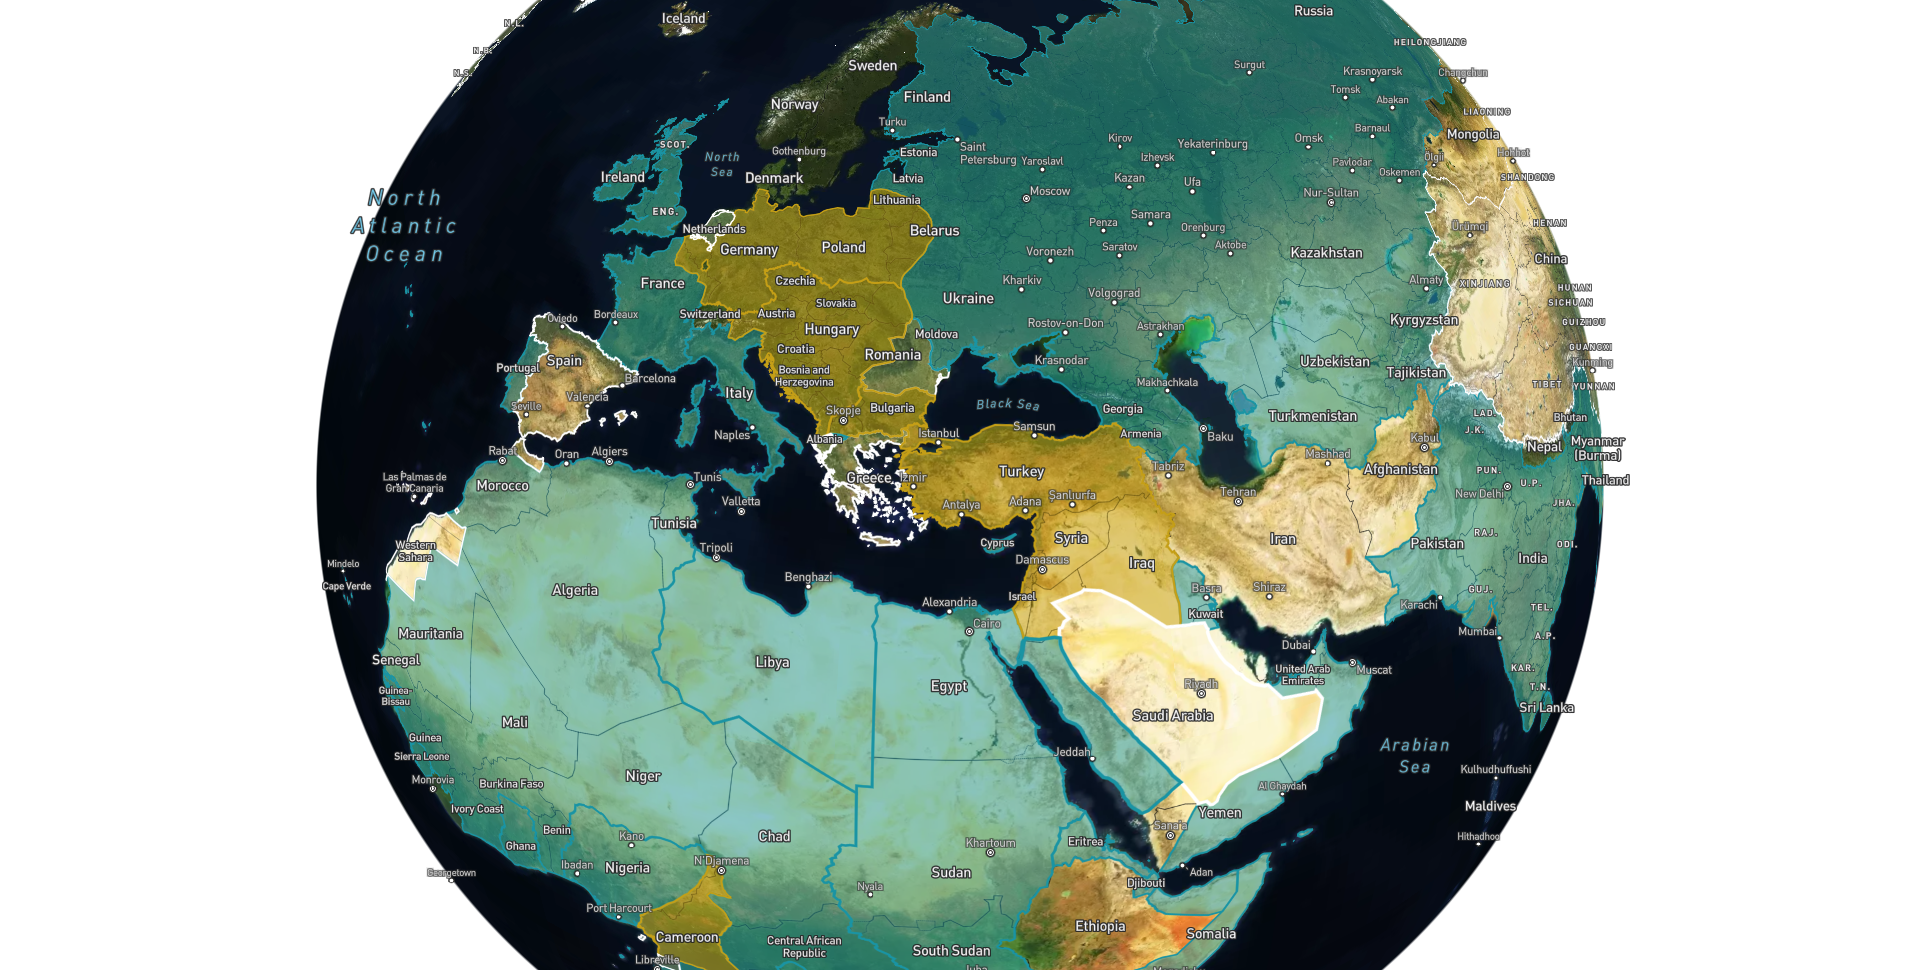 Iceland
Russia
N.L.
HEILONGJIANG
N.B.
Sweden
Surgut
N.S.
Krasnoyarsk
Changchun
Tomsk
Abakan
Finland
Norway
LIAONING
Turku
Barnaul
Mongolia
SCOT.
Kirov
Yekaterinburg
Omsk
Saint
Petersburg
Estonia
Gothenburg
Hohhot
North
Sea
Yaroslavl
Izhevsk
Pavlodar
Ölgii
Ireland
Denmark
Latvia
Kazan
Ufa
Oskemen
SHANDONG
North
Atlantic
Ocean
Lithuania
Moscow
Nur-Sultan
ENG.
Samara
Penza
Orenburg
HENAN
Netherlands
Belarus
Ürümqi
Germany
Poland
Voronezh
Saratov
Aktobe
Kazakhstan
China
France
Czechia
Kharkiv
Almaty
XINJIANG
HUNAN
Slovakia
Ukraine
Volgograd
SICHUAN
Oviedo
Bordeaux
Switzerland
Austria
Hungary
Rostov-on-Don
Astrakhan
Kyrgyzstan
GUIZHOU
Moldova
Croatia
Romania
GUANGXI
Spain
Portugal
Bosnia and
Herzegovina
Krasnodar
Uzbekistan
Tajikistan
Kunming
Barcelona
Makhachkala
TIBET
YUNNAN
Italy
Valencia
Seville
Skopje
Bulgaria
Black Sea
Georgia
Turkmenistan
LAD.
Bhutan
Naples
Albania
Istanbul
Samsun
Armenia
Baku
J.K.
Kabul
Nepal
Myanmar
(Burma)
Rabat
Oran
Algiers
Mashhad
Las Palmas de
Gran Canaria
Morocco
Tunis
Greece
Izmir
Turkey
Tabriz
Afghanistan
PUN.
U.P.
Thailand
Valletta
Antalya
Adana
Şanlıurfa
Tehran
New Delhi
JHA.
Western
Sahara
Tunisia
Tripoli
Cyprus
Syria
Iran
Pakistan
RAJ.
ODI.
Mindelo
Cape Verde
Damascus
Iraq
India
Algeria
Benghazi
Israel
Basra
Shiraz
GUJ.
Alexandria
Kuwait
Karachi
TEL.
Mauritania
Cairo
Mumbai
A.P.
Senegal
Libya
Dubai
United Arab
Emirates
Muscat
KAR.
Guinea-
Bissau
Egypt
Riyadh
T.N.
Mali
Saudi Arabia
Sri Lanka
Guinea
Sierra Leone
Jeddah
Arabian
Sea
Monrovia
Burkina Faso
Niger
Al Ghaydah
Kulhudhuffushi
Ivory Coast
Yemen
Maldives
Benin
Kano
Chad
Sanaa
Ghana
Khartoum
Eritrea
Hithadhoo
Georgetown
Ibadan
Nigeria
N'Djamena
Sudan
Adan
Nyala
Djibouti
Port Harcourt
Cameroon
Central African
Republic
Ethiopia
Somalia
South Sudan
Libreville
Juba